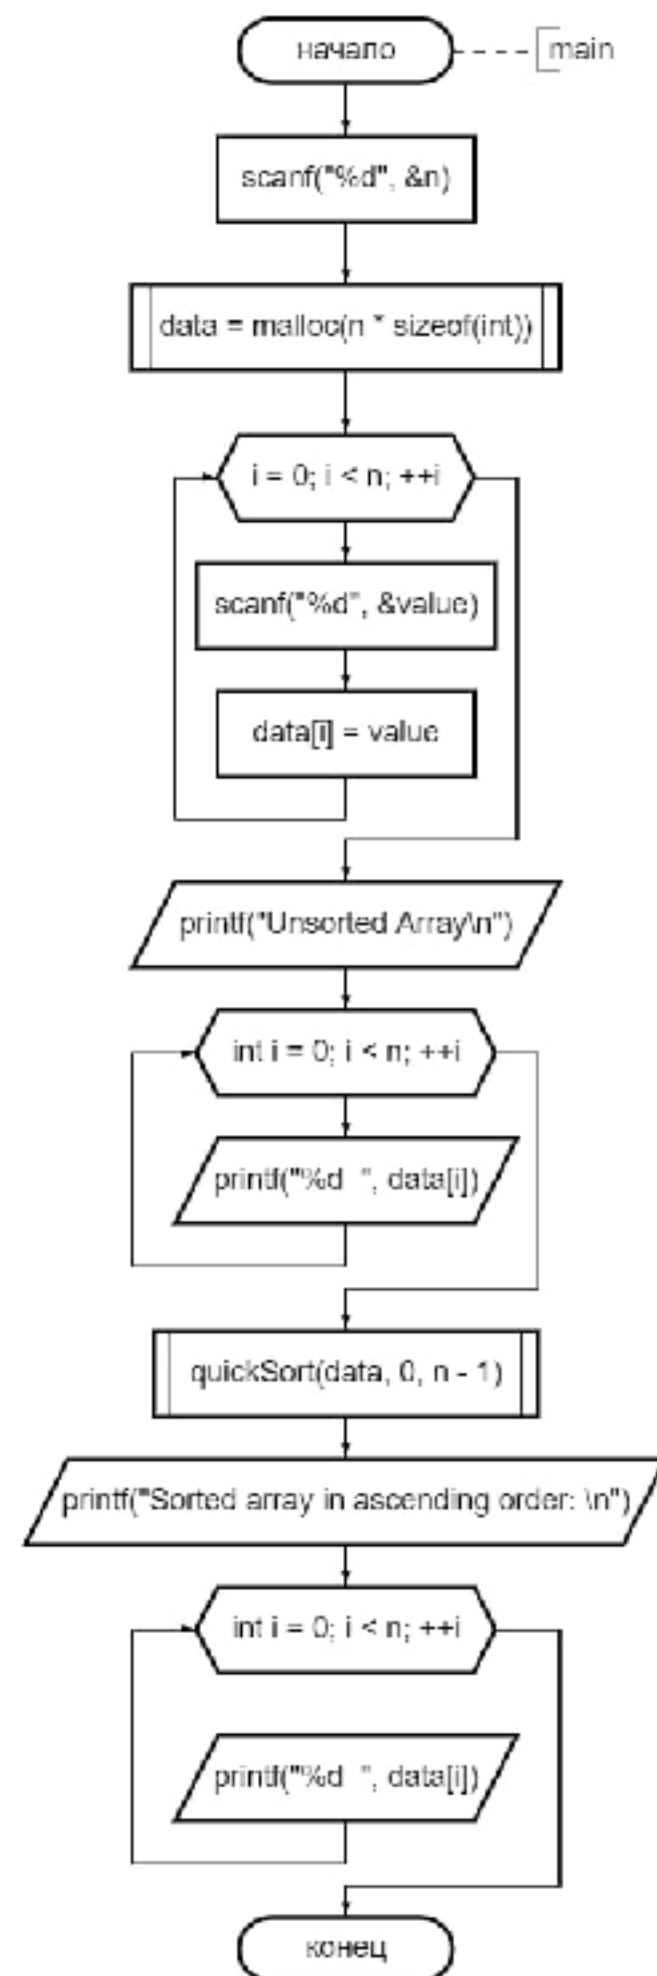 начало
main
scanf("%d", &n)
data = malloc(n * sizeof(int))
i = 0; i < n; ++i
scanf("%d", &value)
data[i] = value
printf("Unsorted Array\n")
int i = 0; i < n; ++i
printf("%d  ", data[i])
quickSort(data, 0, n - 1)
printf("Sorted array in ascending order: \n")
int i = 0; i < n; ++i
printf("%d  ", data[i])
конец